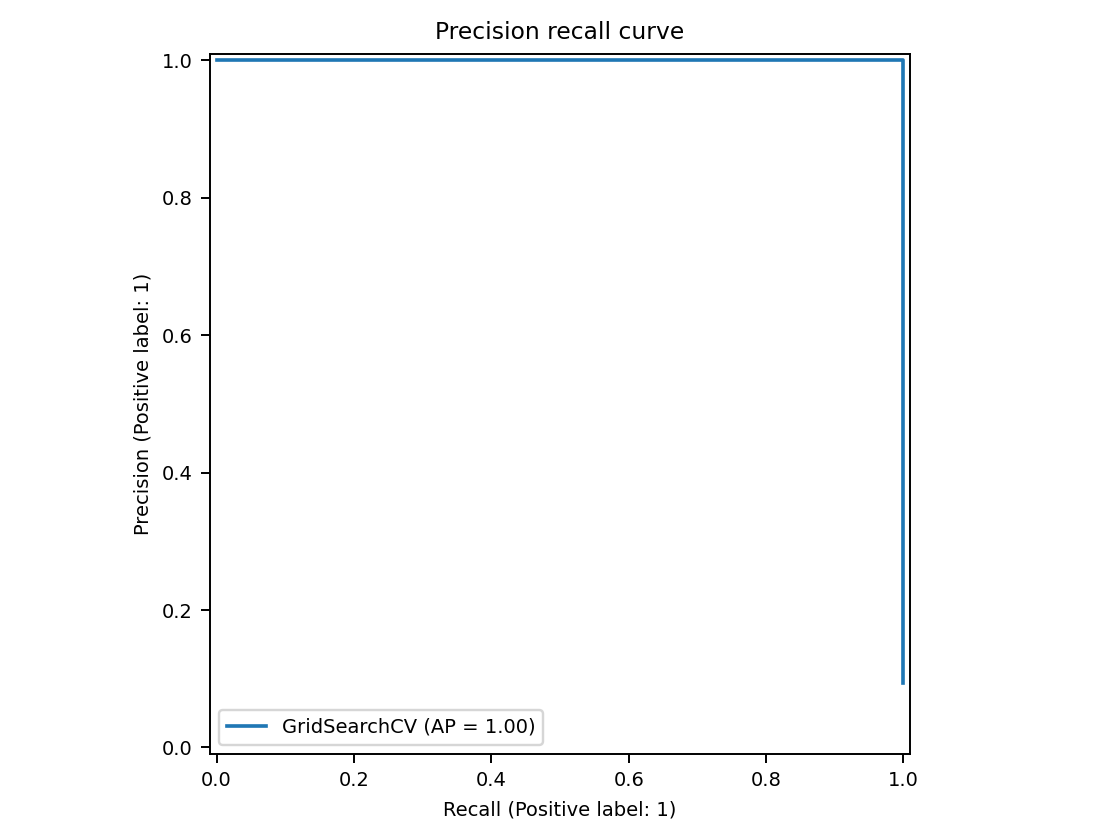 Precision recall curve
1.0
0.8
0.6
0.4
0.2
0.0
Precision (Positive label: 1)
GridSearchCV (AP = 1.00)
0.0 0.2 0.4 0.6 0.8 1.0
Recall (Positive label: 1)